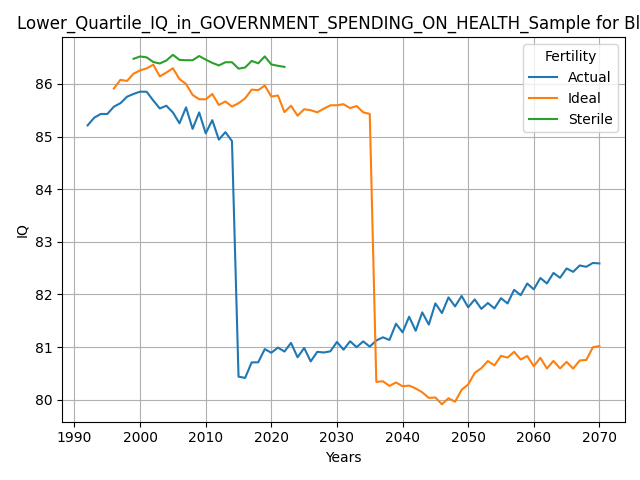 Lower_Quartile_IQ_in_GOVERNMENT_SPENDING_ON_HEALTH_Sample for Bl
Fertility
Actual
Ideal
Sterile
86
85
84
83
82
81
80
IQ
1990 2000 2010 2020 2030 2040 2050 2060 2070
Years